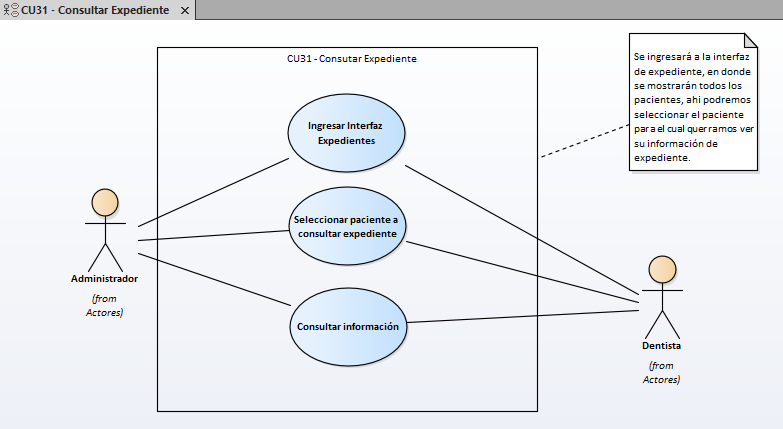 CU31 - Consultar Expediente
CU31 - Consutar Expediente
Se ingresará a la interfaz
de expediente, en donde
se mostrarán todos los
pacientes, ahi podremos
seleccionar el paciente
para el cual querramos ver
su información de
expediente.
Ingresar Interfaz
Expedientes
Seleccionar paciente a
consultar expediente
Consultar información
Administrador
(from
Actores)
Dentista
(from
Actores)